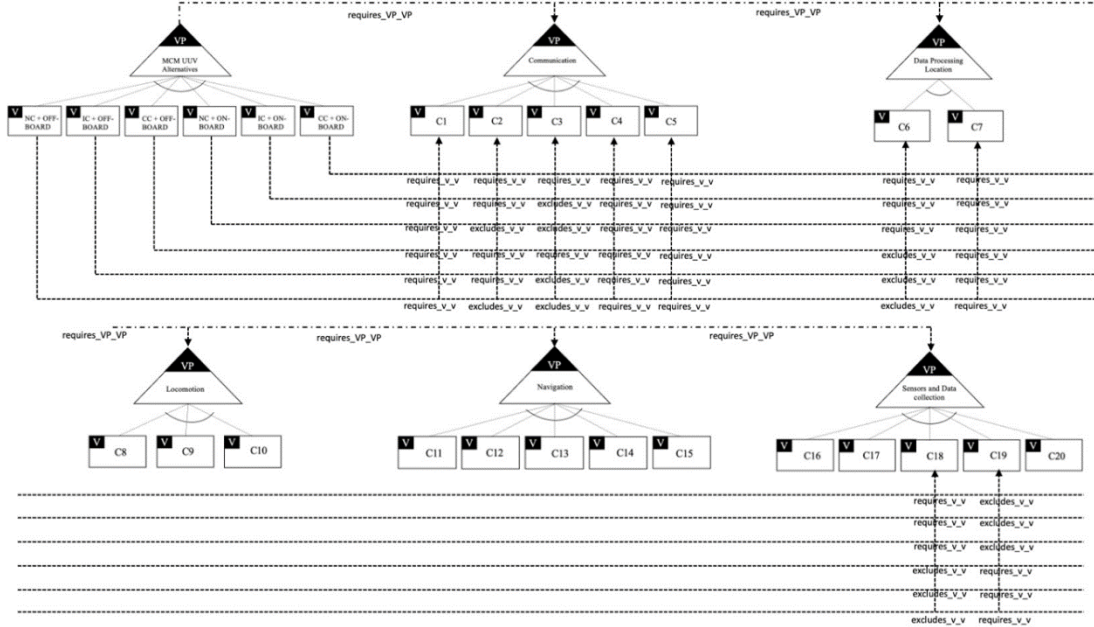 requires_VP_VP
requires_VP_VP
VP
VP
VP
MCM UUV
Alternatives
Communication
Data Processing
Location
V NC + OFF-
BOARD
V IC + OFF-
BOARD
V CC + OFF-
BOARD
V NC + ON-
BOARD
V IC + ON-
BOARD
V CC + ON-
BOARD
V C1
V C2
V C3
V C4
V C5
V C6
V C7
requires_v_v requires_v_v requires_v_v requires_v_v requires_v_v requires_v_v requires_v_v
requires_v_v requires_v_v excludes_v_v requires_v_v requires_v_v requires_v_v requires_v_v
requires_v_v excludes_v_v excludes_v_v requires_v_v requires_v_v requires_v_v requires_v_v
requires_v_v requires_v_v requires_v_v requires_v_v requires_v_v excludes_v_v requires_v_v
requires_v_v requires_v_v excludes_v_v requires_v_v requires_v_v excludes_v_v requires_v_v
requires_v_v excludes_v_v excludes_v_v requires_v_v requires_v_v excludes_v_v requires_v_v
requires_VP_VP
requires_VP_VP
requires_VP_VP
VP
VP
VP
Locomotion
Navigation
Sensors and Data
collection
V C8
V C9
V C10
V C11
V C12
V C13
V C14
V C15
V C16
V C17
V C18
V C19
V C20
requires_v_v excludes_v_v
requires_v_v excludes_v_v
requires_v_v excludes_v_v
excludes_v_v requires_v_v
excludes_v_v requires_v_v
excludes_v_v requires_v_v